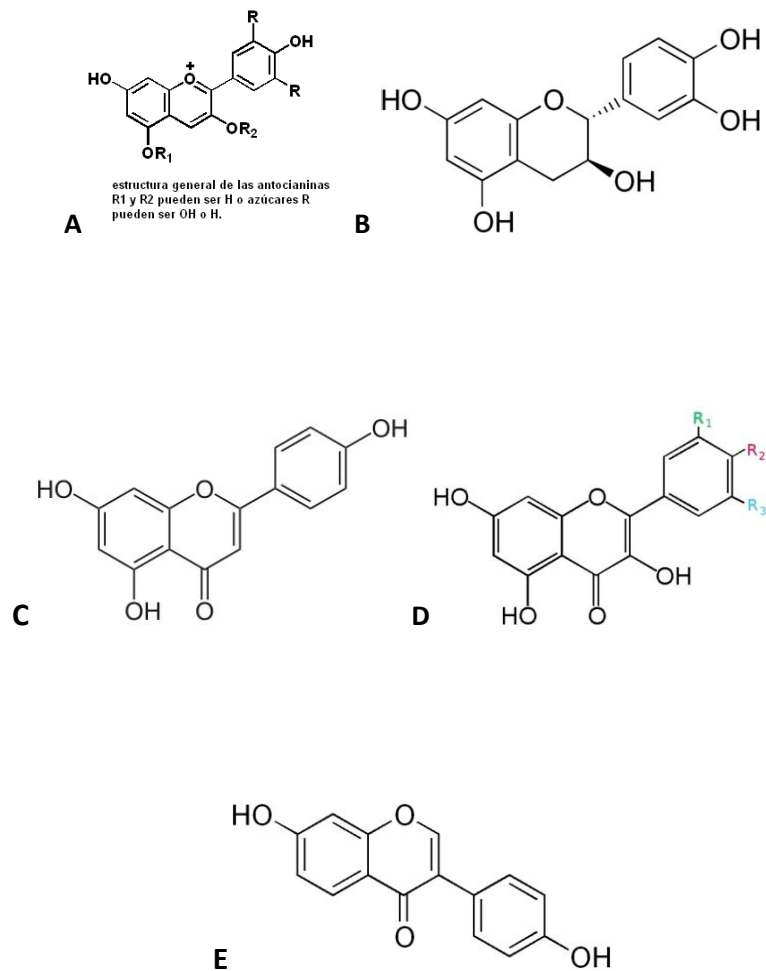 R
OH
HO
O
+
R
OR2
OR1
estructura general de las antocianinas
R1 y R2 pueden ser H o azúcares R
pueden ser OH o H.
A
OH
OH
HO
O
OH
OH
B
OH
HO
O
OH
O
C
R1
R2
R3
HO
O
OH
HO
O
D
HO
O
O
OH
E